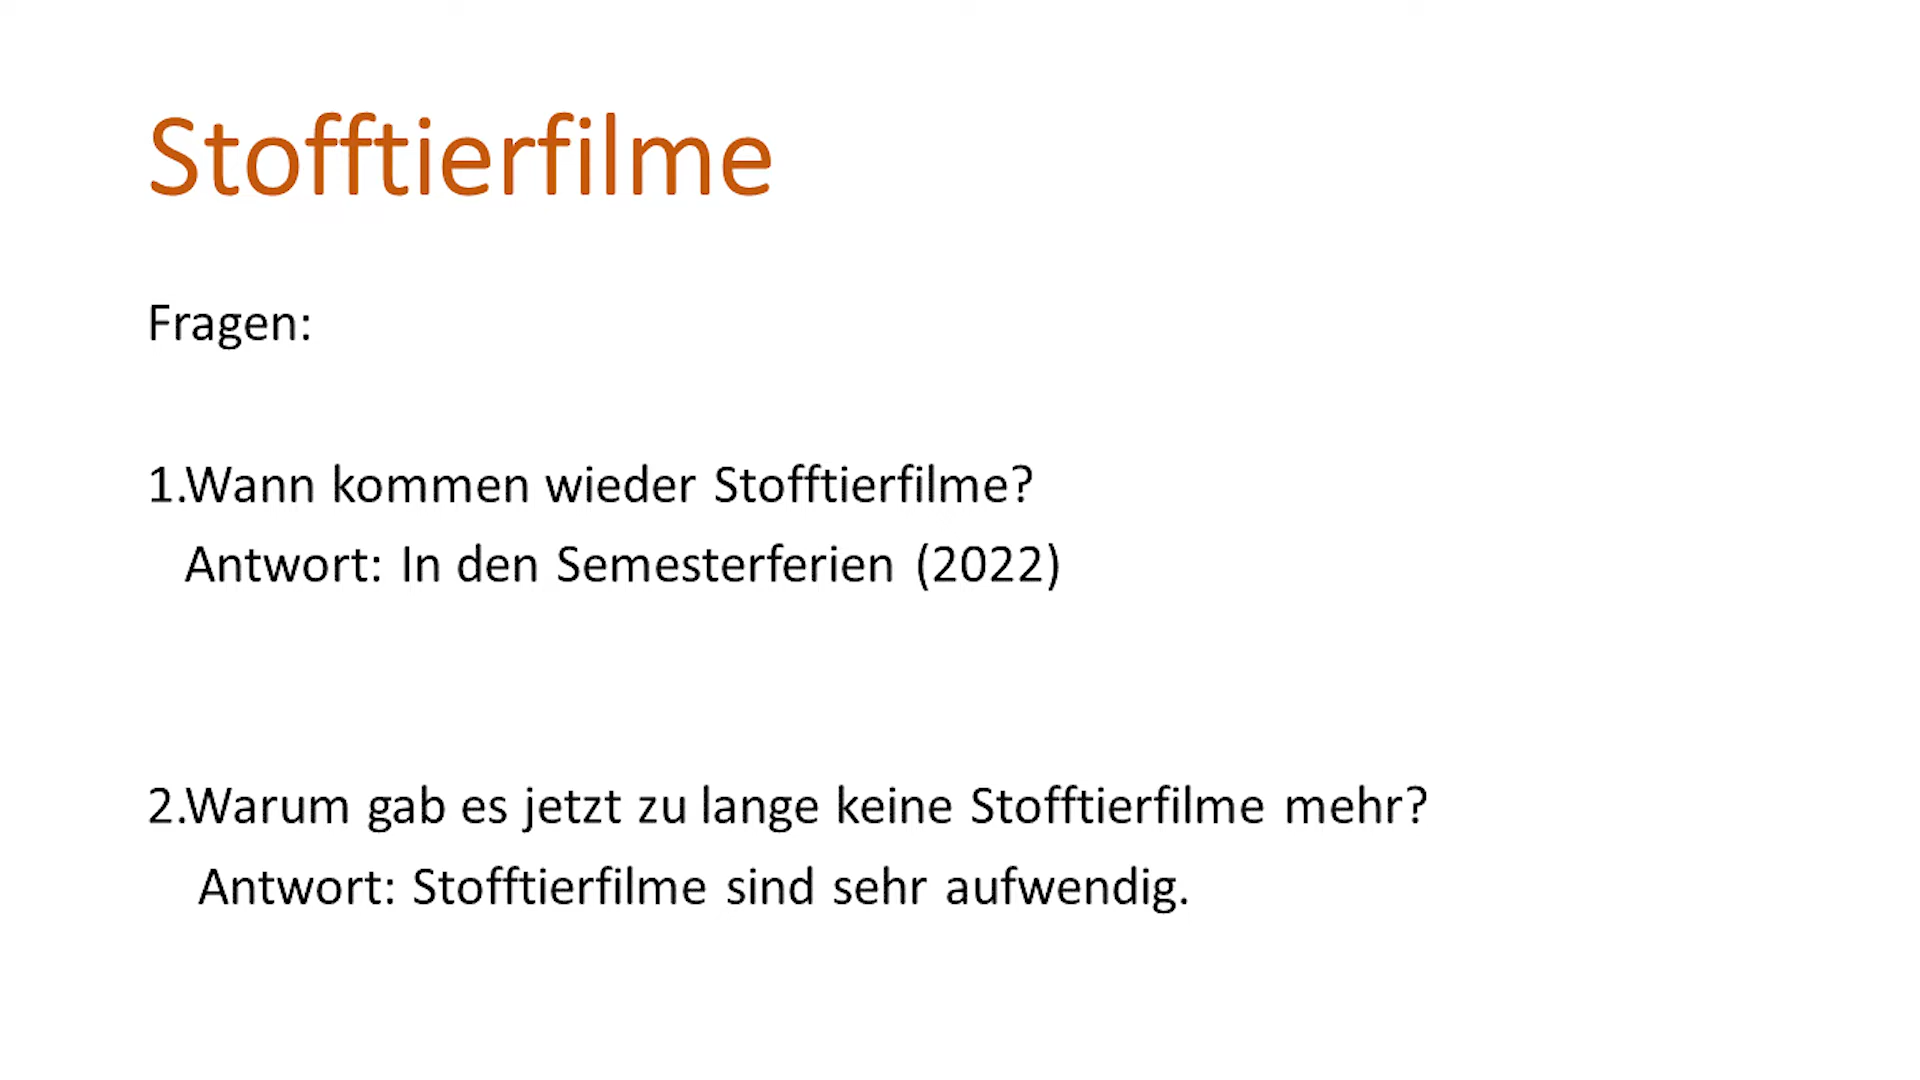 Stofftierfilme
Fragen:
1.Wann kommen wieder Stofftierfilme?
Antwort: In den Semesterferien (2022)
2.Warum gab es jetzt zu lange keine Stofftierfilme mehr?
Antwort: Stofftierfilme sind sehr aufwendig.